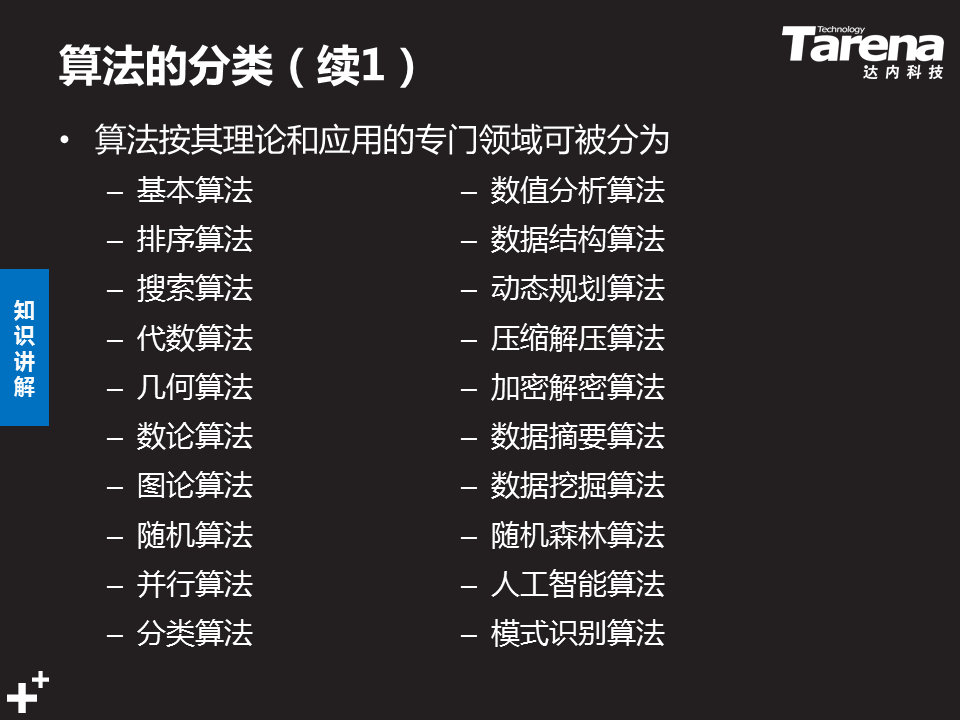 算法的分类（续1）
Technology
Tarena
达内科技
• 算法按其理论和应用的专门领域可被分为
– 基本算法
– 排序算法
– 搜索算法
– 代数算法
– 几何算法
– 数论算法
– 图论算法
– 随机算法
– 并行算法
– 分类算法
– 数值分析算法
– 数据结构算法
– 动态规划算法
– 压缩解压算法
– 加密解密算法
– 数据摘要算法
– 数据挖掘算法
– 随机森林算法
– 人工智能算法
– 模式识别算法
知识讲解